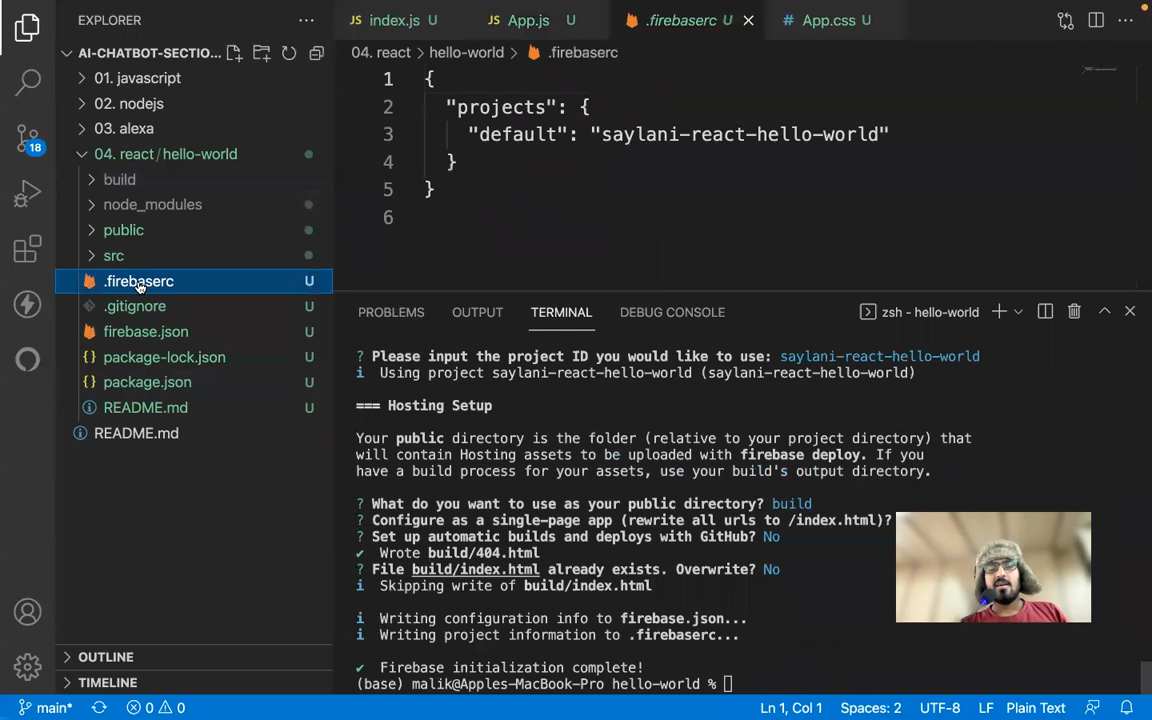 EXPLORER
AI-CHATBOT-SECTIO...
01. javascript
02. nodejs
03. alexa
04. react/hello-world
build
node_modules
public
src
.firebaserc U
.gitignore U
firebase.json U
package-lock.json U
package.json U
README.md U
README.md
OUTLINE
TIMELINE
18
JS index.js U
JS App.js U
.firebaserc U
# App.css U
04. react > hello-world > .firebaserc
1 {
2 "projects": {
3 "default": "saylani-react-hello-world"
4 }
5 }
6
PROBLEMS OUTPUT TERMINAL DEBUG CONSOLE
zsh - hello-world
? Please input the project ID you would like to use: saylani-react-hello-world
i Using project saylani-react-hello-world (saylani-react-hello-world)
=== Hosting Setup
Your public directory is the folder (relative to your project directory) that
will contain Hosting assets to be uploaded with firebase deploy. If you
have a build process for your assets, use your build's output directory.
? What do you want to use as your public directory? build
? Configure as a single-page app (rewrite all urls to /index.html)?
? Set up automatic builds and deploys with GitHub? No
✔ Wrote build/404.html
? File build/index.html already exists. Overwrite? No
i Skipping write of build/index.html
i Writing configuration info to firebase.json...
i Writing project information to .firebaserc...
✔ Firebase initialization complete!
(base) malik@Apples-MacBook-Pro hello-world %
main* 0 0
Ln 1, Col 1 Spaces: 2 UTF-8 LF Plain Text